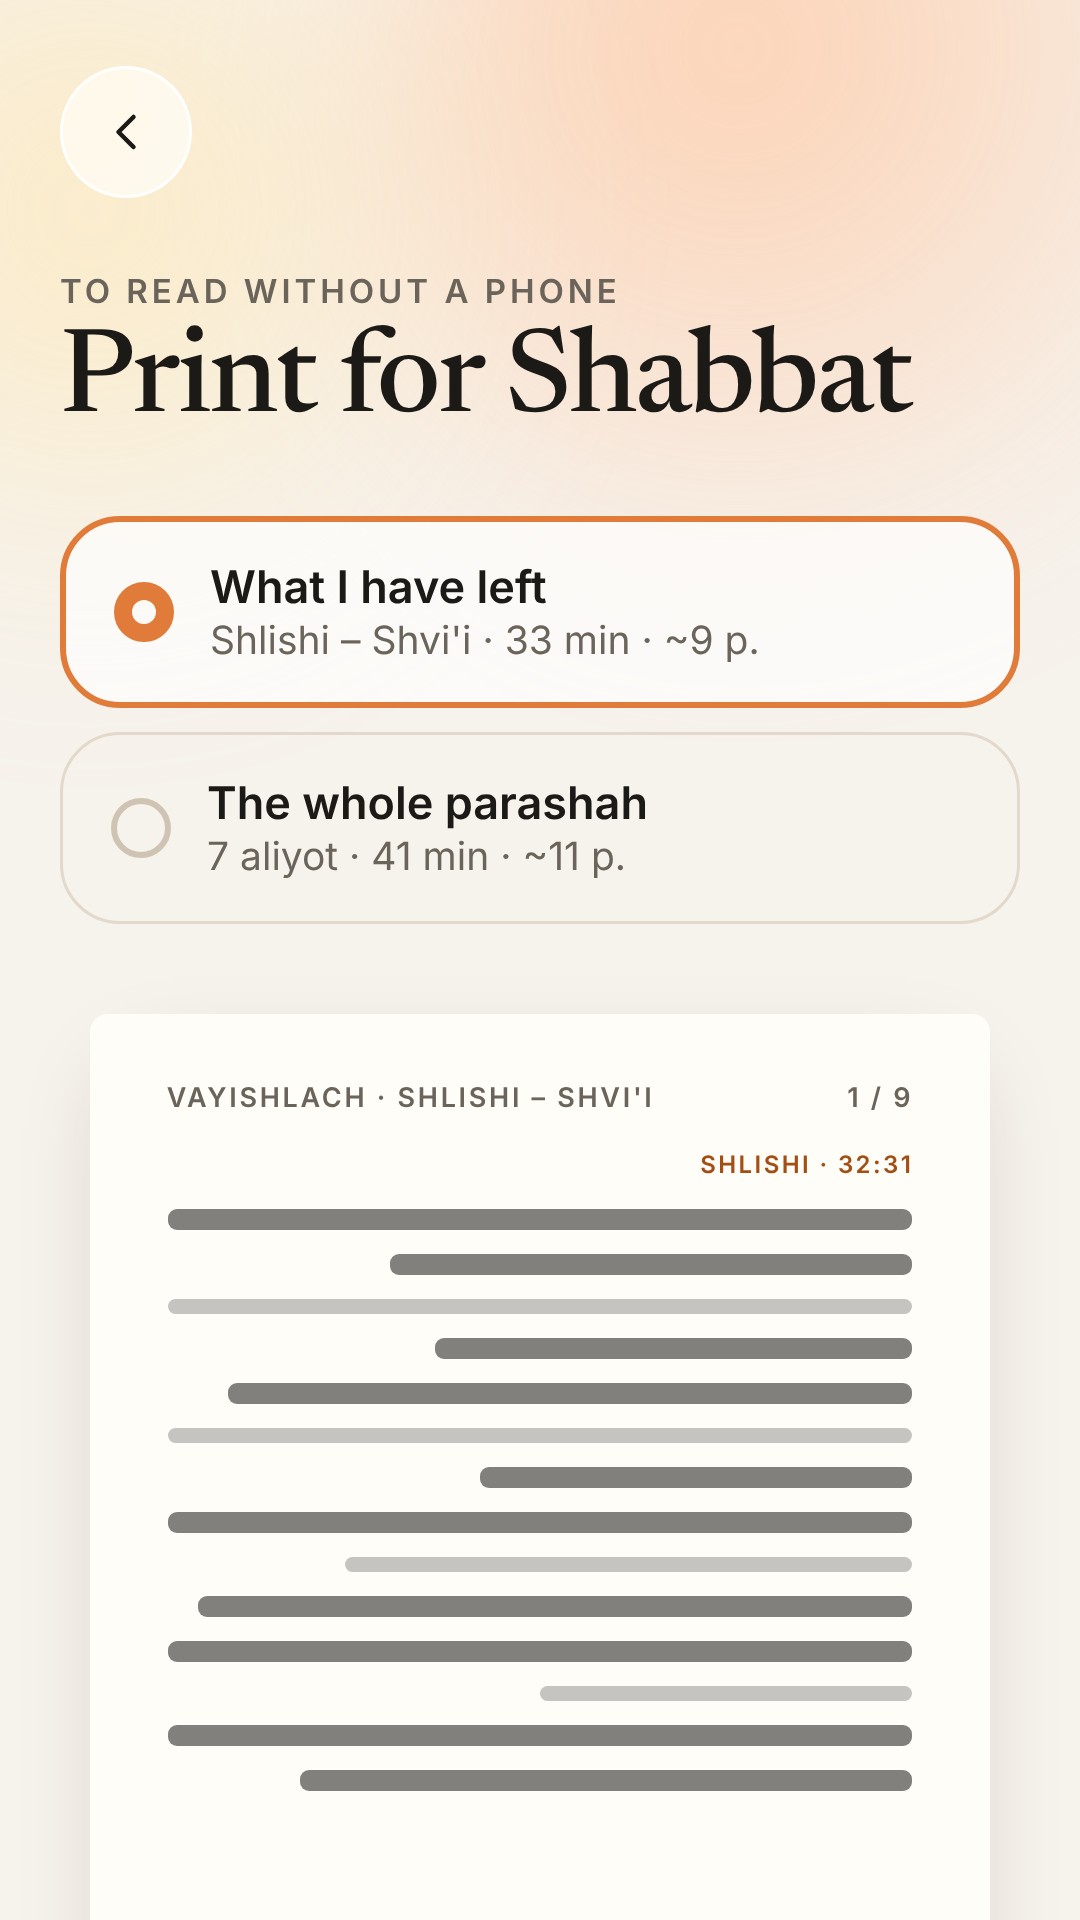 TO READ WITHOUT A PHONE
Print for Shabbat
What I have left
Shlishi – Shvi'i · 33 min · ~9 p.
The whole parashah
7 aliyot · 41 min · ~11 p.
VAYISHLACH · SHLISHI – SHVI'I 1 / 9
SHLISHI · 32:31